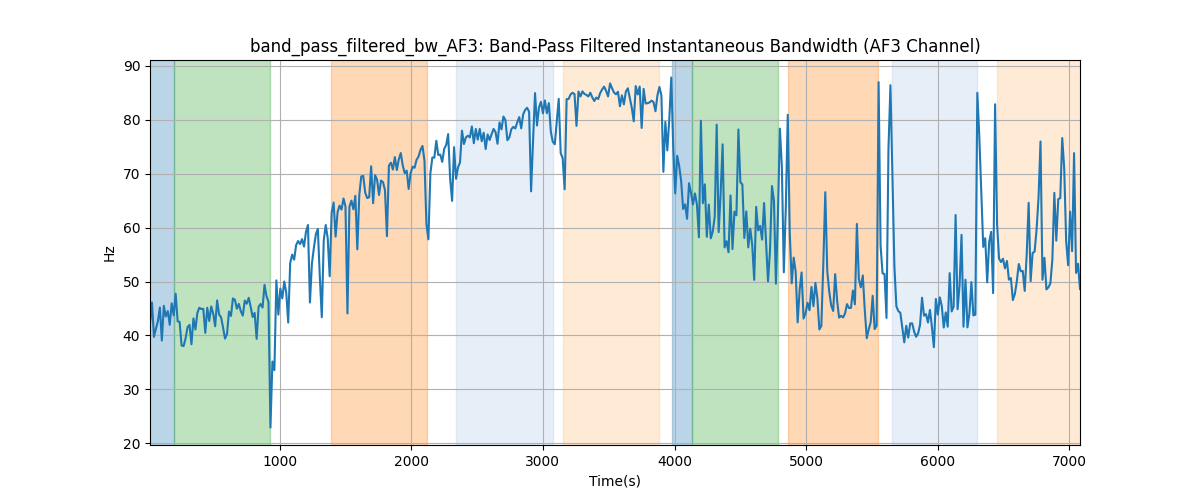 band_pass_filtered_bw_AF3: Band-Pass Filtered Instantaneous Bandwidth (AF3 Channel)
90
80
70
60
50
40
30
20
Hz
1000 2000 3000 4000 5000 6000 7000
Time(s)